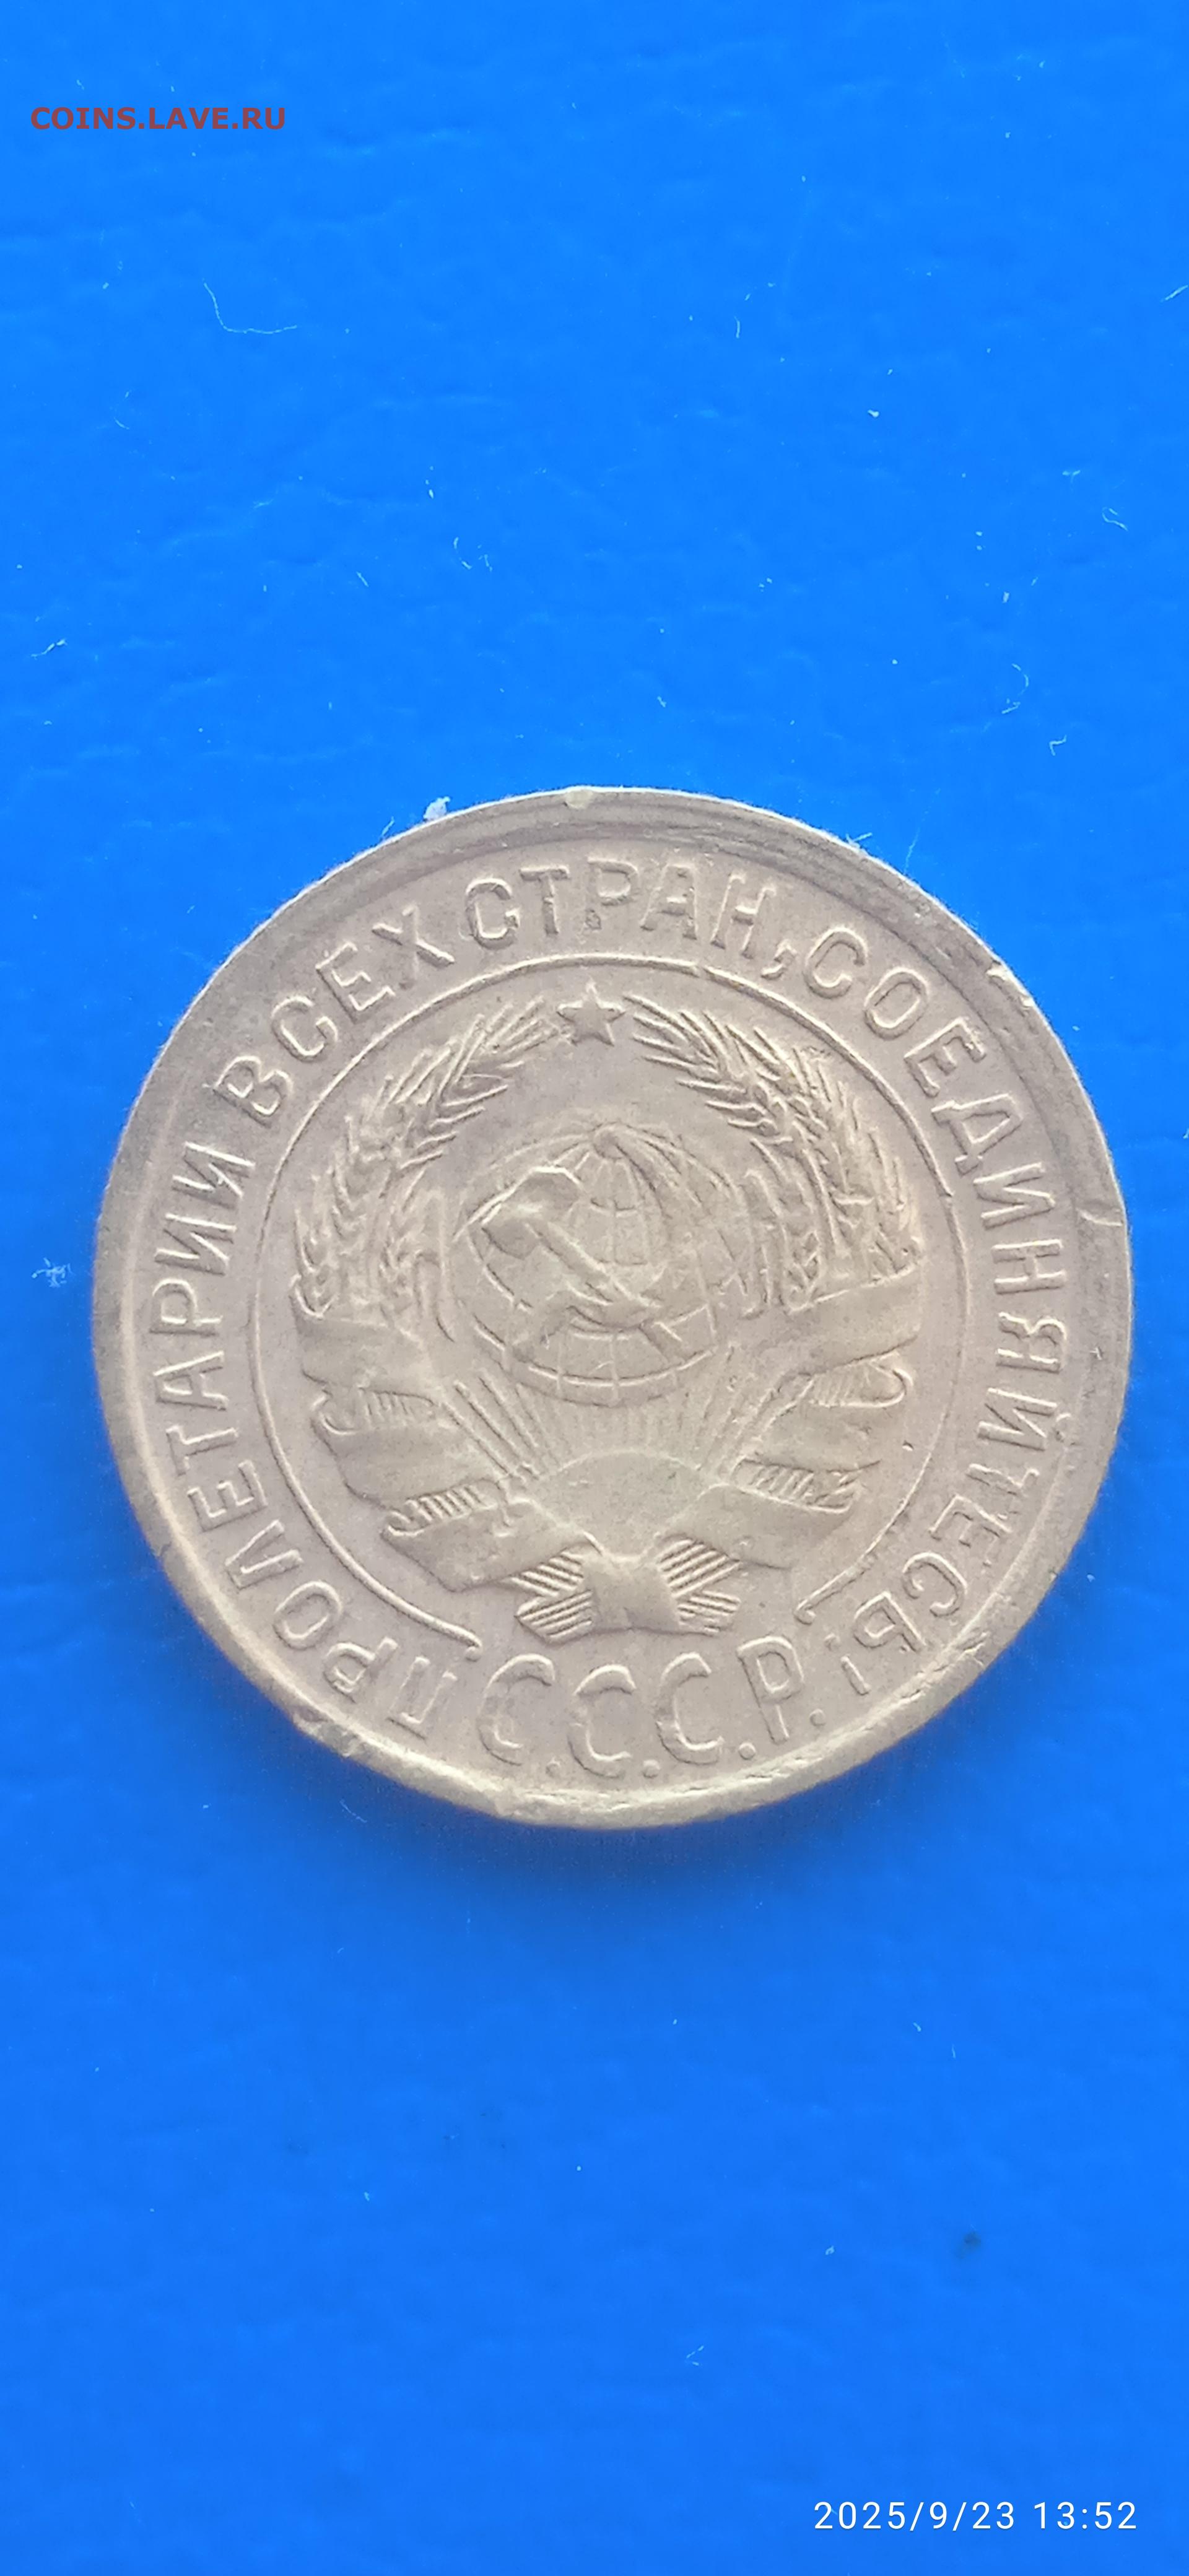 COINS.LAVE.RU
ПРОЛЕТАРИИ ВСЕХ СТРАН, СОЕДИНЯЙТЕСЬ!
С.С.С.Р.
2025/9/23 13:52